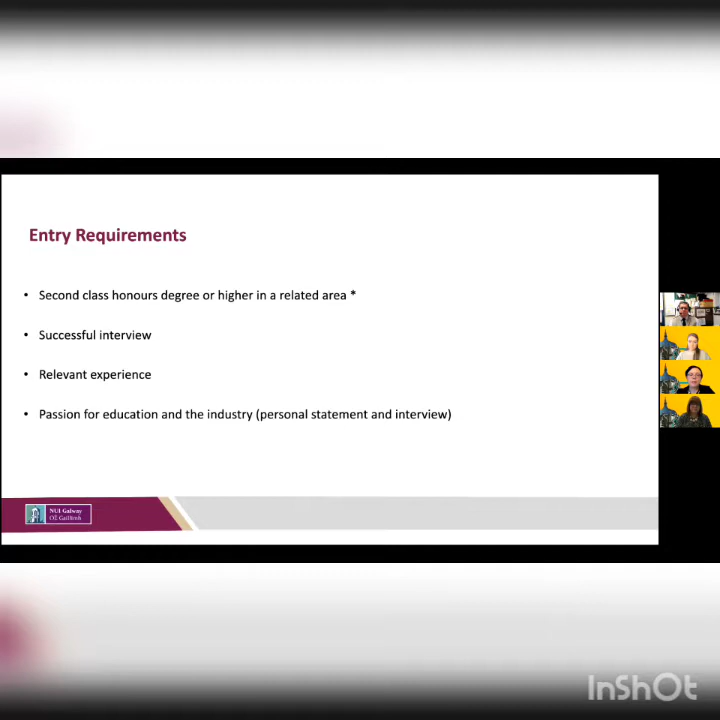 Entry Requirements
• Second class honours degree or higher in a related area *
• Successful interview
• Relevant experience
• Passion for education and the industry (personal statement and interview)
NUI Galway
OÉ Gaillimh
InShOt